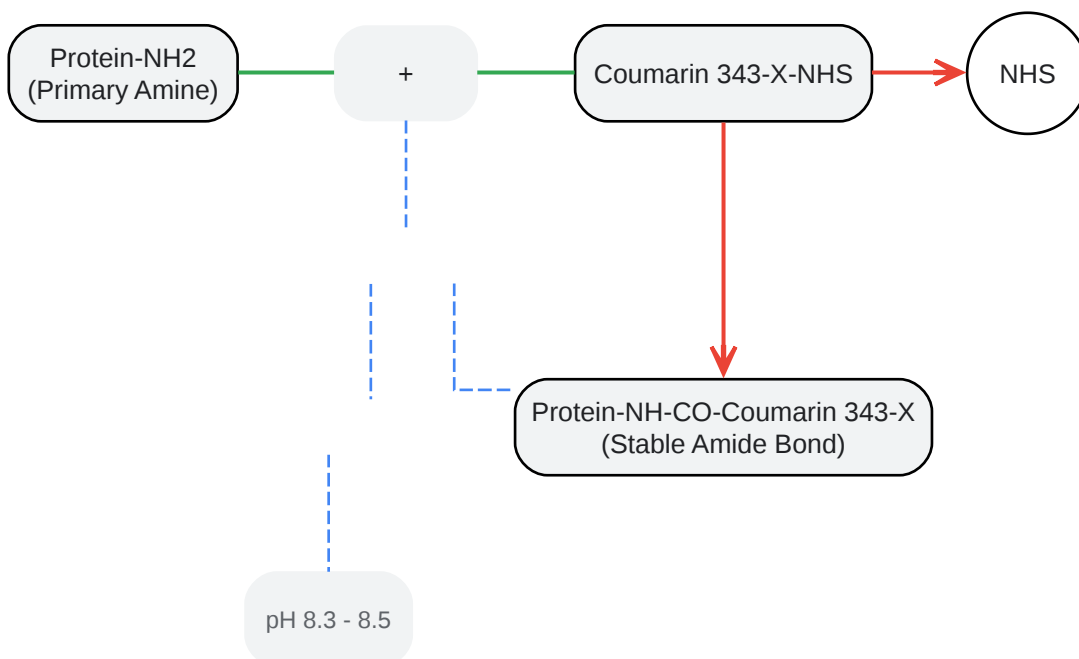 Protein-NH2
(Primary Amine)
+
Coumarin 343-X-NHS
NHS
Protein-NH-CO-Coumarin 343-X
(Stable Amide Bond)
pH 8.3 - 8.5